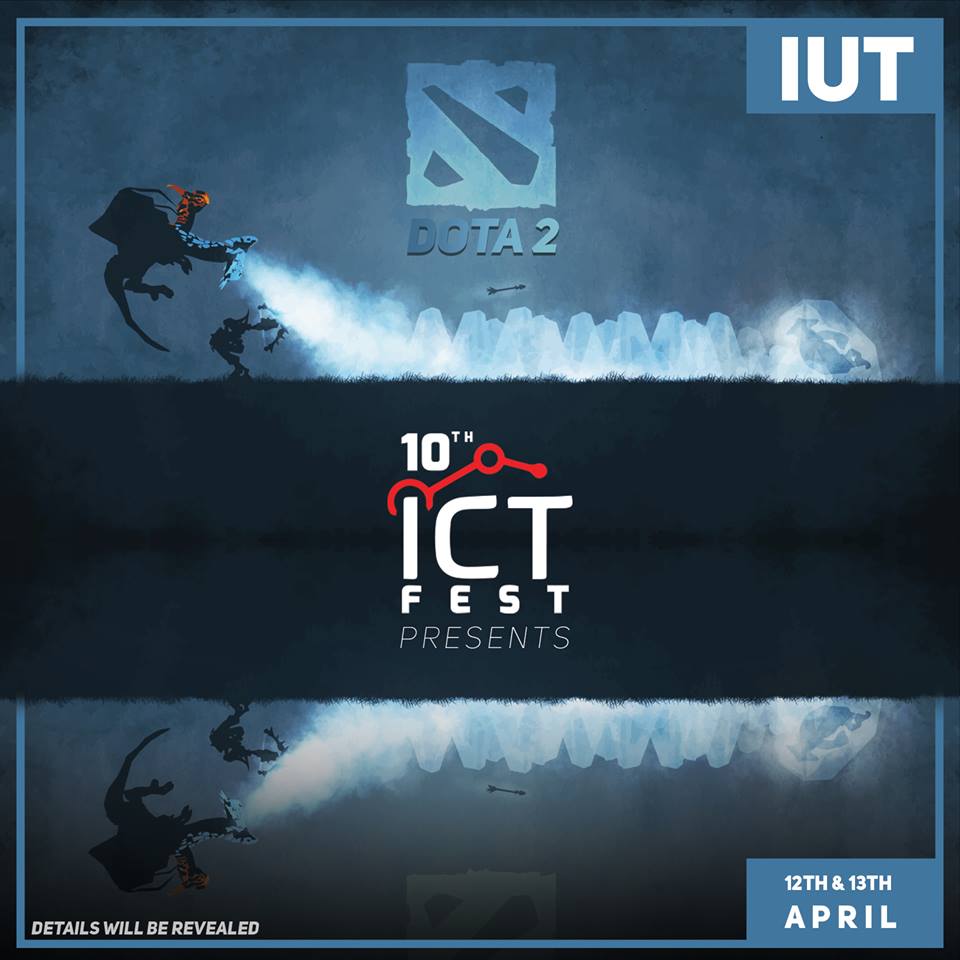 IUT
DOTA 2
10TH
ICT
FEST
PRESENTS
12TH & 13TH
APRIL
DETAILS WILL BE REVEALED